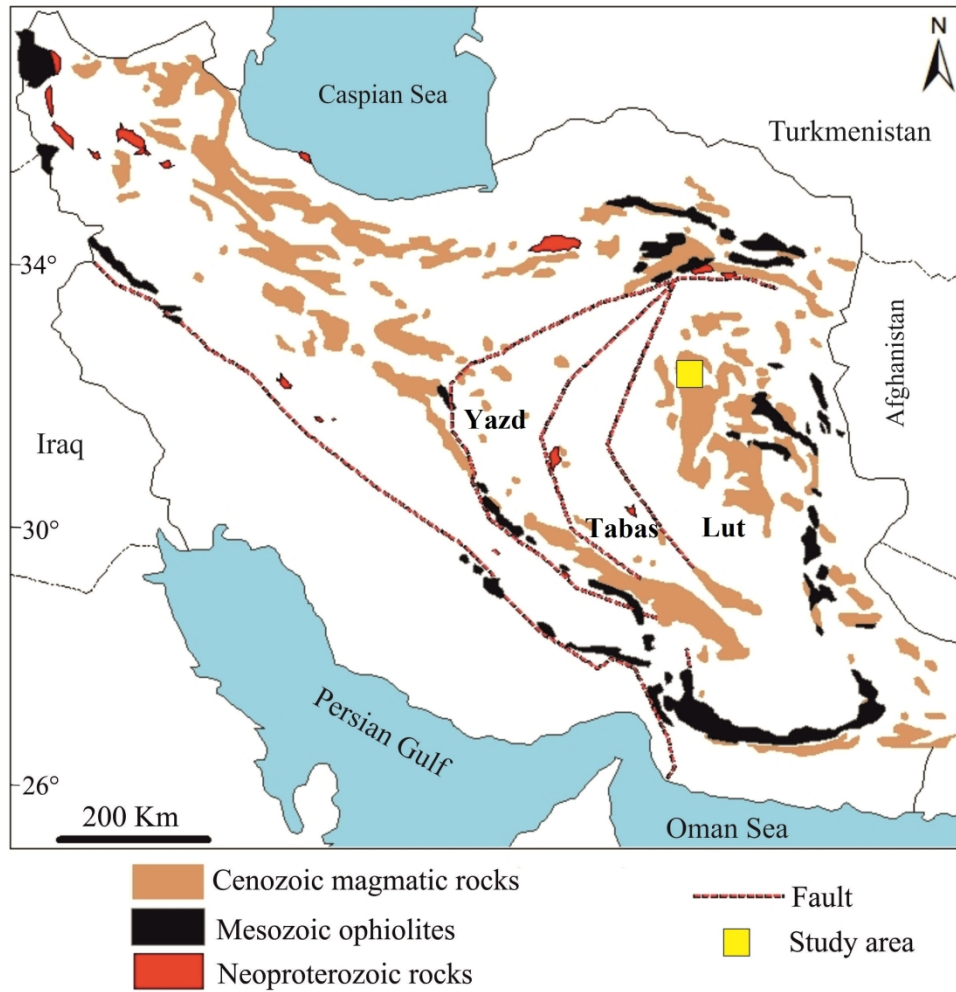 N
Caspian Sea
Turkmenistan
34°
Afghanistan
Iraq
Yazd
30°
Tabas
Lut
Persian Gulf
26°
200 Km
Oman Sea
Cenozoic magmatic rocks
Fault
Mesozoic ophiolites
Study area
Neoproterozoic rocks